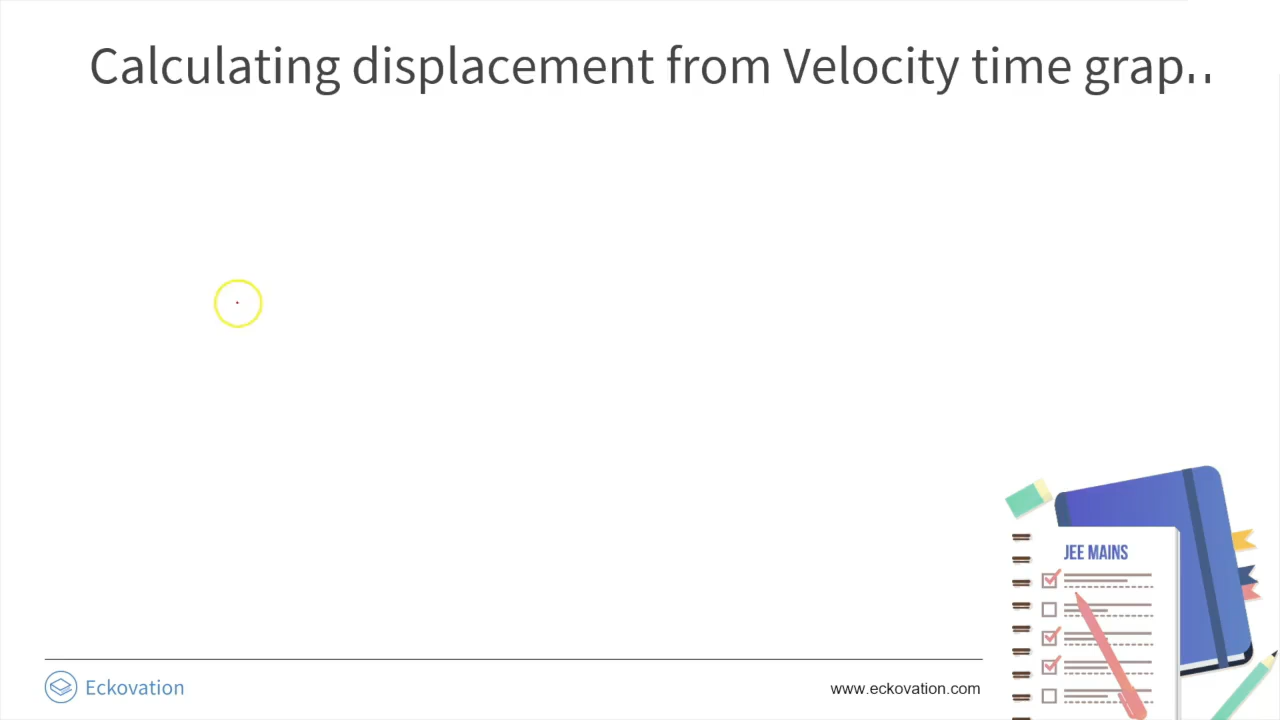 Calculating displacement from Velocity time grap..
JEE MAINS
Eckovation
www.eckovation.com